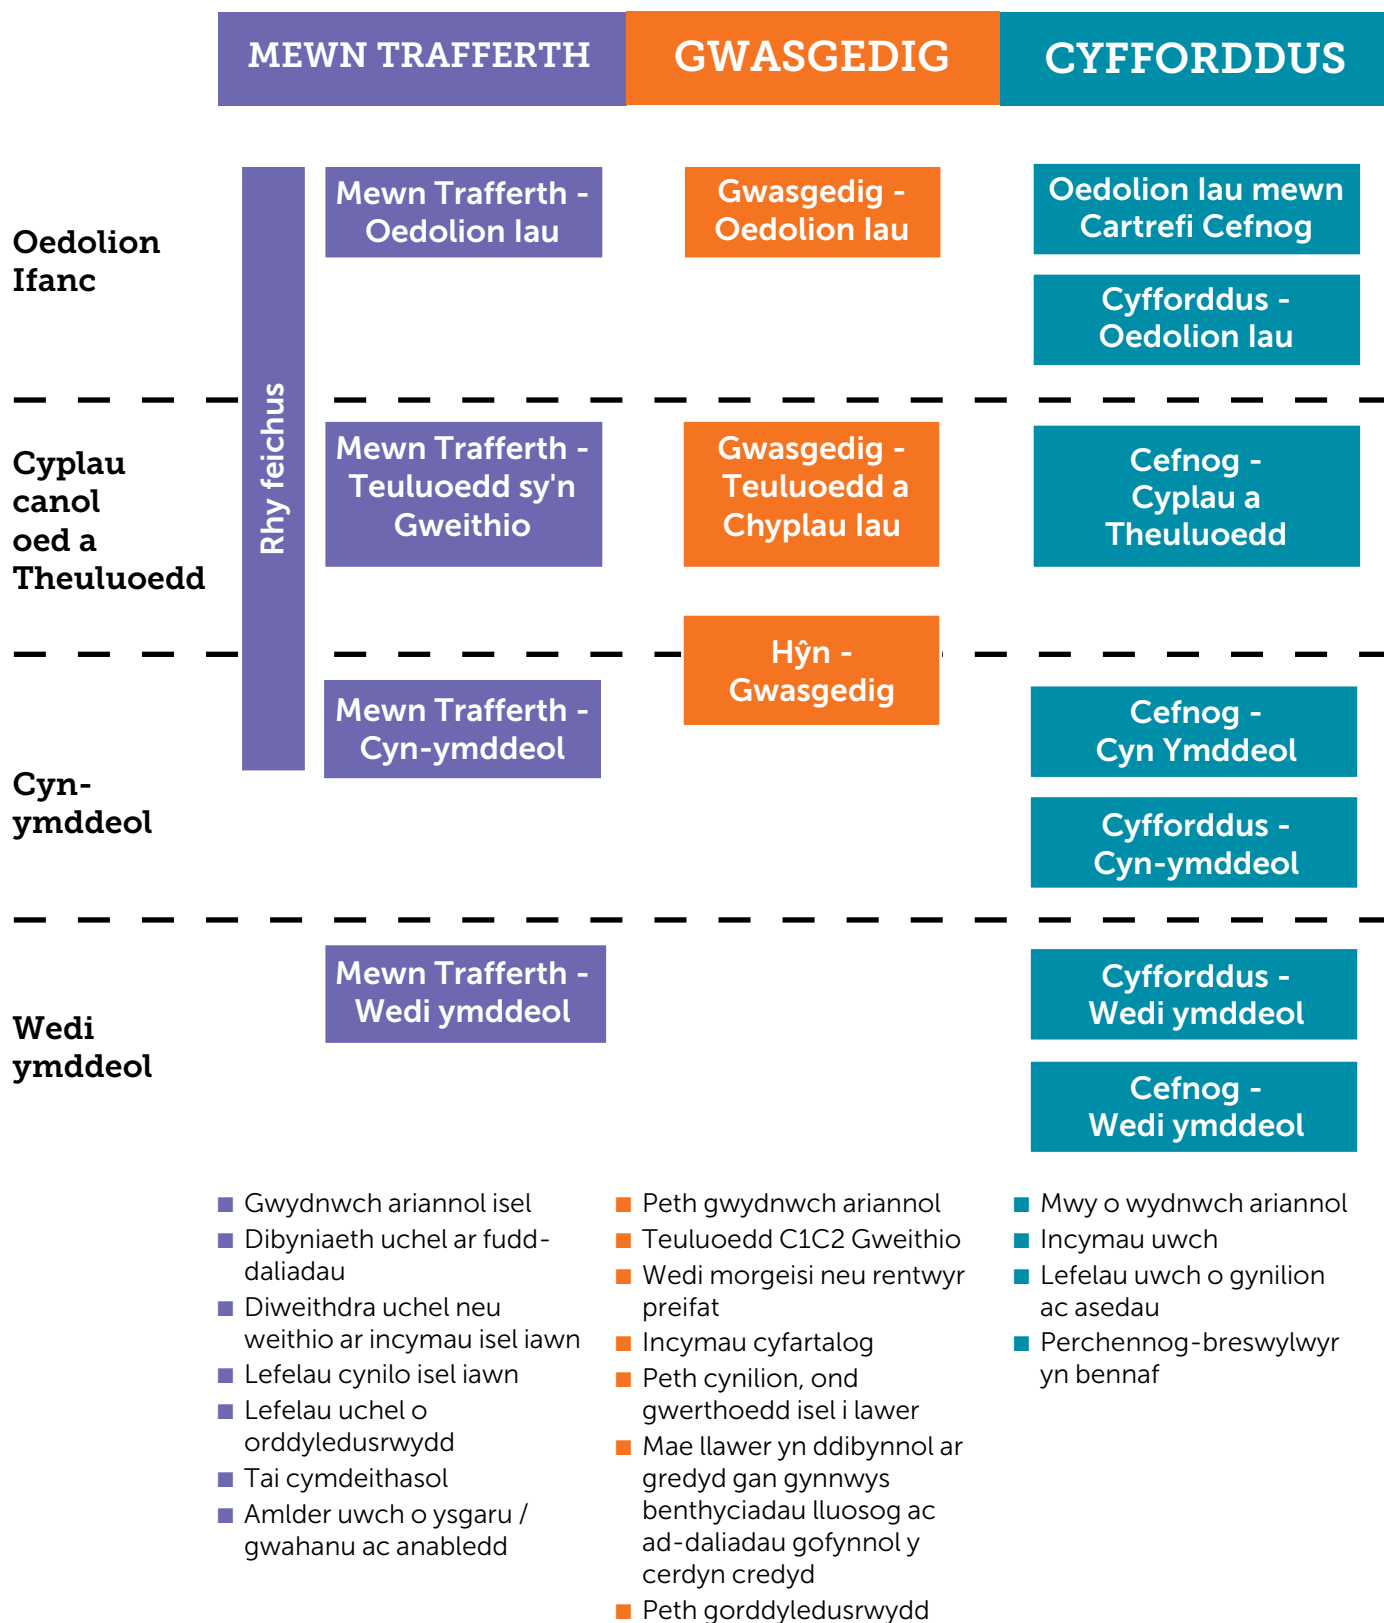 MEWN TRAFFERTH
GWASGEDIG
CYFFORDDUS
Oedolion
Ifanc
Rhy feichus
Mewn Trafferth -
Oedolion Iau
Gwasgedig -
Oedolion Iau
Oedolion Iau mewn
Cartrefi Cefnog
Cyfforddus -
Oedolion Iau
Cyplau
canol
oed a
Theuluoedd
Mewn Trafferth -
Teuluoedd sy'n
Gweithio
Gwasgedig -
Teuluoedd a
Chyplau Iau
Cefnog -
Cyplau a
Theuluoedd
Hŷn -
Gwasgedig
Cyn-
ymddeol
Mewn Trafferth -
Cyn-ymddeol
Cefnog -
Cyn Ymddeol
Cyfforddus -
Cyn-ymddeol
Wedi
ymddeol
Mewn Trafferth -
Wedi ymddeol
Cyfforddus -
Wedi ymddeol
Cefnog -
Wedi ymddeol
Gwydnwch ariannol isel
Dibyniaeth uchel ar fudd-
daliadau
Diweithdra uchel neu
weithio ar incymau isel iawn
Lefelau cynilo isel iawn
Lefelau uchel o
orddyledusrwydd
Tai cymdeithasol
Amlder uwch o ysgaru /
gwahanu ac anabledd
Peth gwydnwch ariannol
Teuluoedd C1C2 Gweithio
Wedi morgeisi neu rentwyr
preifat
Incymau cyfartalog
Peth cynilion, ond
gwerthoedd isel i lawer
Mae llawer yn ddibynnol ar
gredyd gan gynnwys
benthyciadau lluosog ac
ad-daliadau gofynnol y
cerdyn credyd
Peth gorddyledusrwydd
Mwy o wydnwch ariannol
Incymau uwch
Lefelau uwch o gynilion
ac asedau
Perchennog-breswylwyr
yn bennaf